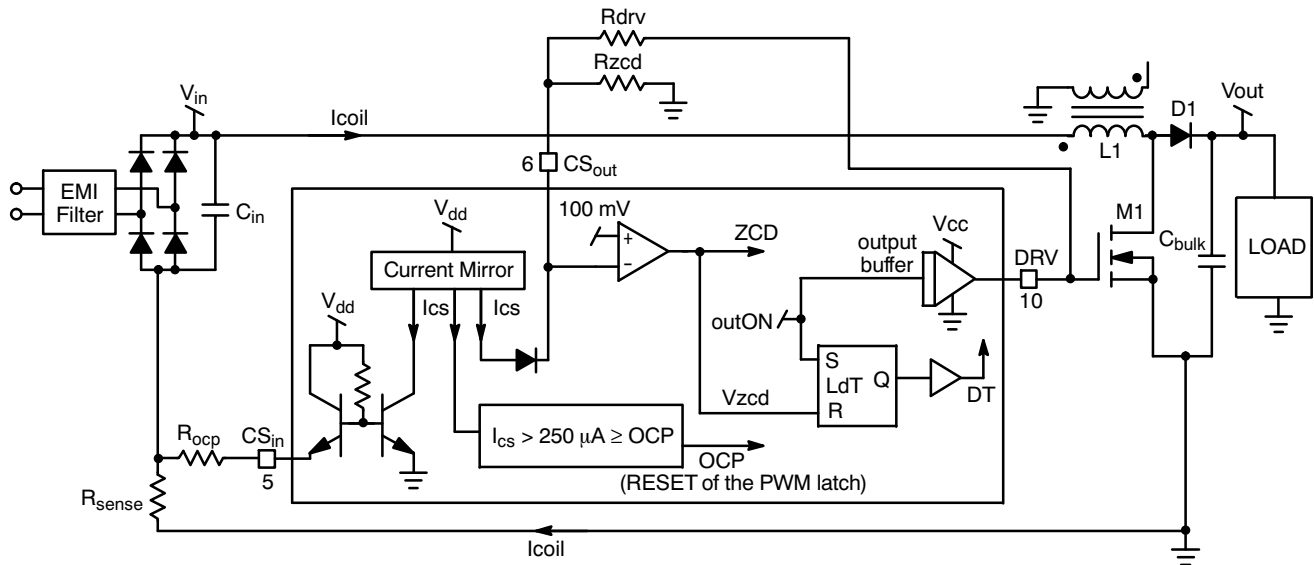 Rdrv
Rzcd
Vin
Icoil
D1
Vout
L1
6
CSout
EMI
Filter
Cin
Vdd
100 mV
+
−
ZCD
Vcc
output
buffer
DRV
10
M1
Cbulk
LOAD
Current Mirror
Ics
Ics
Vdd
outON
S
LdT
Q
R
DT
Vzcd
Rocp
CSin
5
Ics > 250 μA ≥ OCP
OCP
(RESET of the PWM latch)
Rsense
Icoil